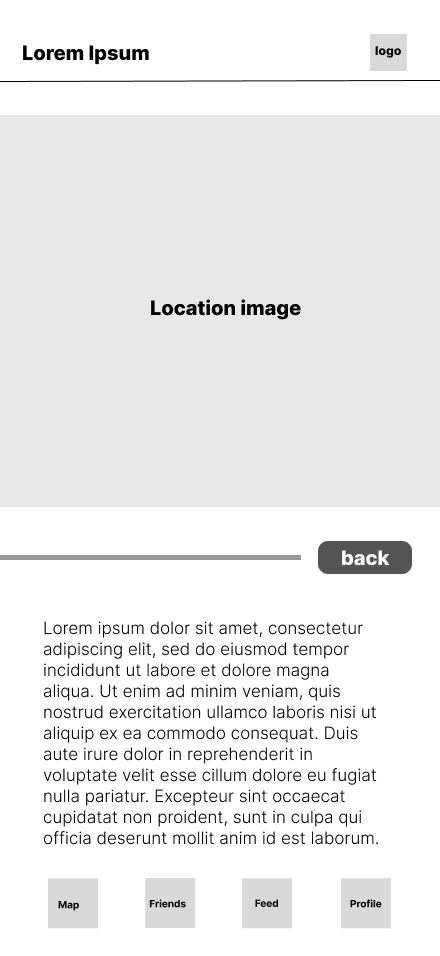 Lorem Ipsum
logo
Location image
back
Lorem ipsum dolor sit amet, consectetur
adipiscing elit, sed do eiusmod tempor
incididunt ut labore et dolore magna
aliqua. Ut enim ad minim veniam, quis
nostrud exercitation ullamco laboris nisi ut
aliquip ex ea commodo consequat. Duis
aute irure dolor in reprehenderit in
voluptate velit esse cillum dolore eu fugiat
nulla pariatur. Excepteur sint occaecat
cupidatat non proident, sunt in culpa qui
officia deserunt mollit anim id est laborum.
Map
Friends
Feed
Profile